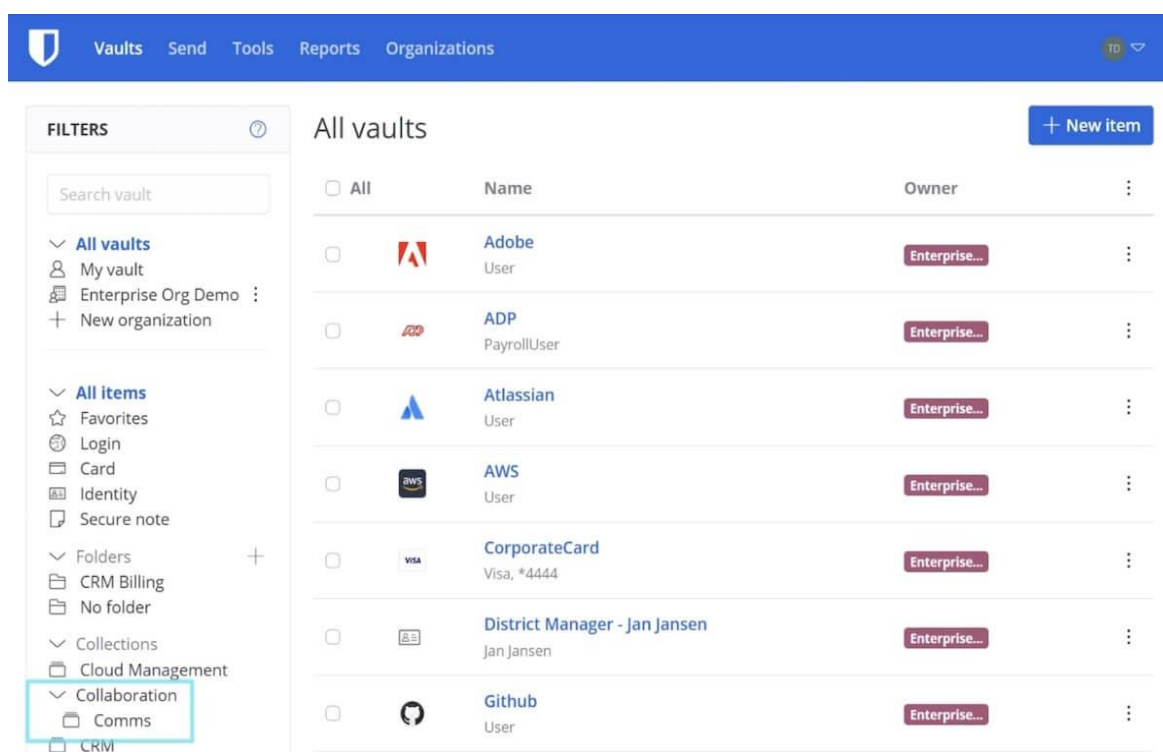 Vaults Send Tools Reports Organizations
TD
FILTERS
Search vault
All vaults
My vault
Enterprise Org Demo
New organization
All items
Favorites
Login
Card
Identity
Secure note
Folders
CRM Billing
No folder
Collections
Cloud Management
Collaboration
Comms
CRM
All vaults
+ New item
All Name Owner
Adobe
User
Enterprise...
ADP
PayrollUser
Enterprise...
Atlassian
User
Enterprise...
aws
AWS
User
Enterprise...
VISA
CorporateCard
Visa, *4444
Enterprise...
District Manager - Jan Jansen
Jan Jansen
Enterprise...
Github
User
Enterprise...